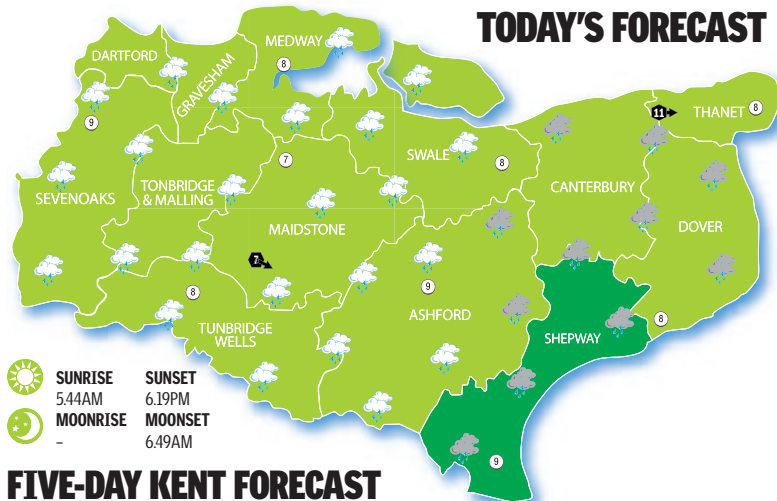 TODAY'S FORECAST
MEDWAY
DARTFORD
GRAVESHAM
8
9
11
THANET
8
7
SWALE
8
SEVENOAKS
TONBRIDGE
& MALLING
CANTERBURY
MAIDSTONE
DOVER
7
8
9
ASHFORD
8
TUNBRIDGE
WELLS
SHEPWAY
9
SUNRISE SUNSET
5.44AM 6.19PM
MOONRISE MOONSET
– 6.49AM
FIVE-DAY KENT FORECAST